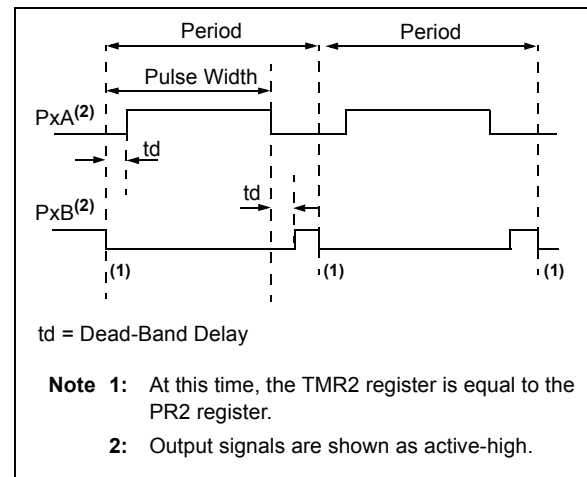 Period Period
Pulse Width
PxA(2)
td
td
PxB(2)
(1) (1) (1)
td = Dead-Band Delay
Note 1: At this time, the TMR2 register is equal to the
PR2 register.
2: Output signals are shown as active-high.